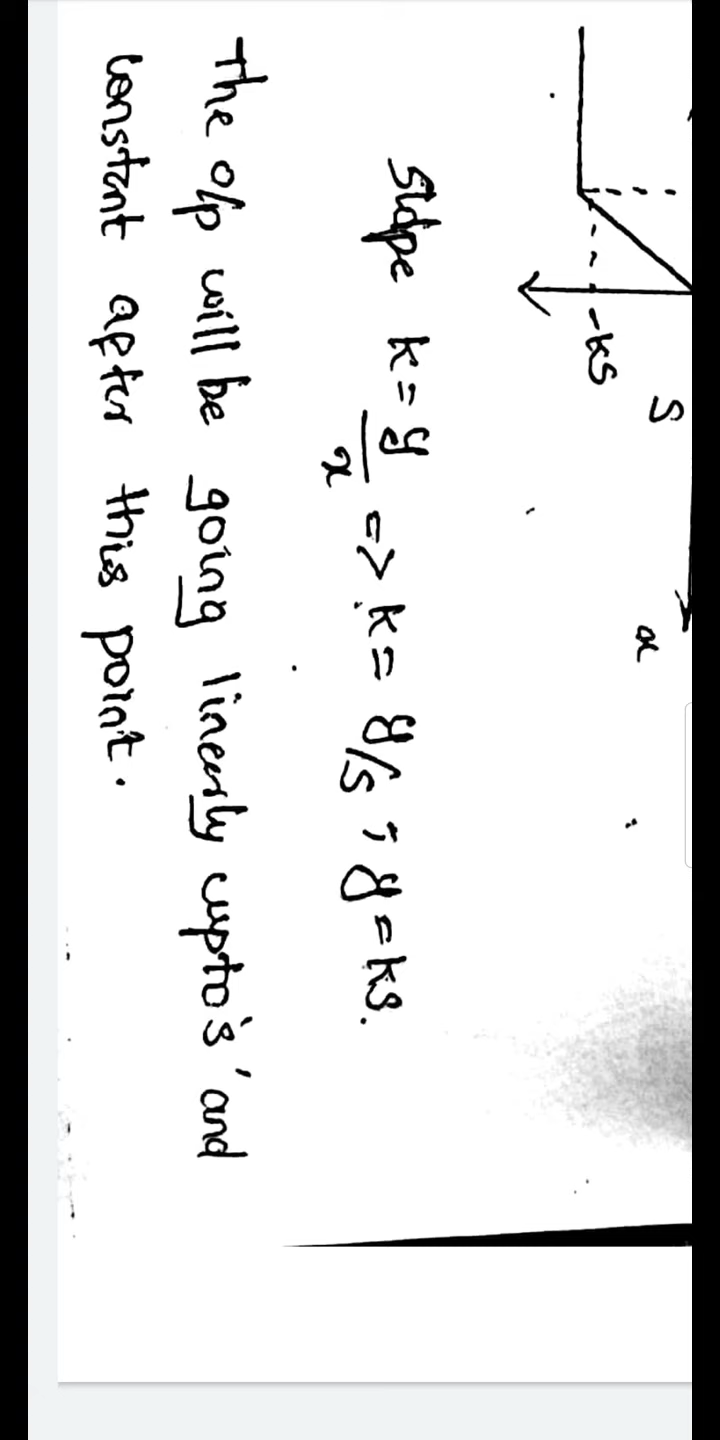 S
x
-ks
Slope k = y/x => k = y/s ; y = ks.
The o/p will be going linearly upto 's' and
constant after this point.